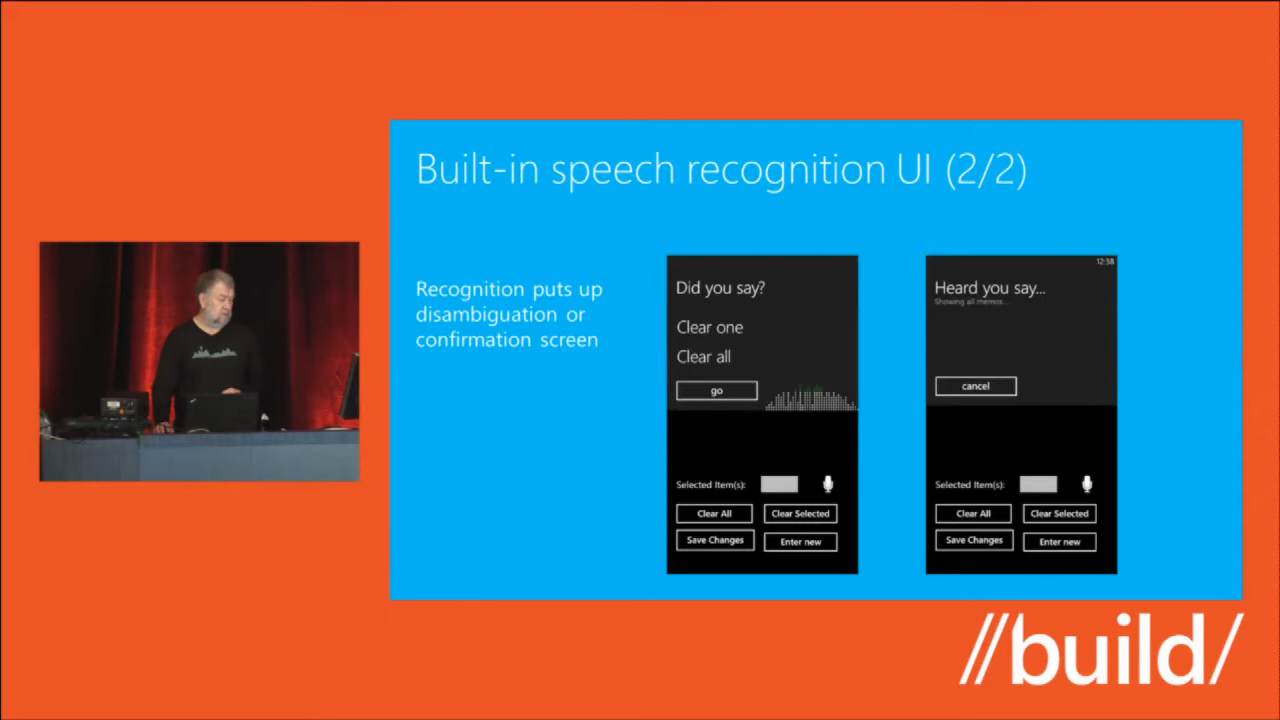 Built-in speech recognition UI (2/2)
Recognition puts up
disambiguation or
confirmation screen
Did you say?
Clear one
Clear all
go
Selected Item(s):
Clear All
Clear Selected
Save Changes
Enter new
12:38
Heard you say...
Showing all memos...
cancel
Selected Item(s):
Clear All
Clear Selected
Save Changes
Enter new
//build/